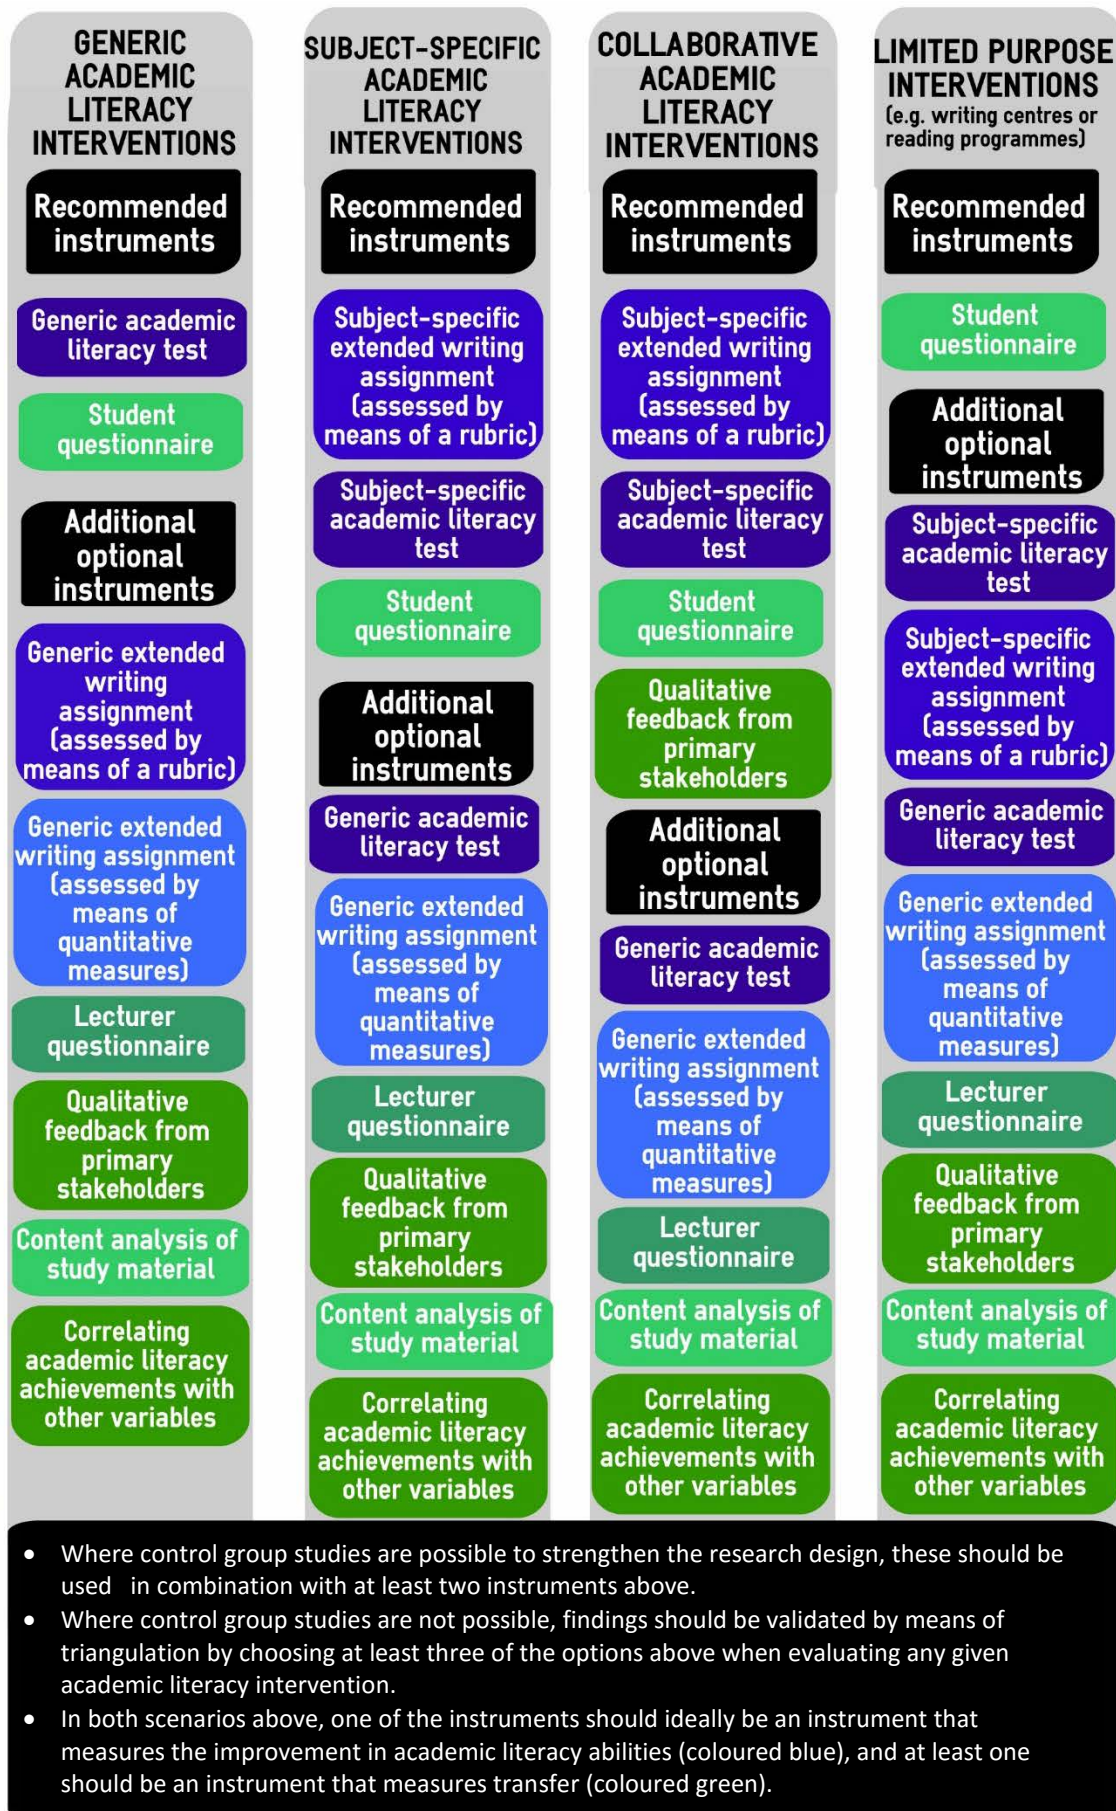 GENERIC
ACADEMIC
LITERACY
INTERVENTIONS
Recommended
instruments
Generic academic
literacy test
Student
questionnaire
Additional
optional
instruments
Generic extended
writing
assignment
(assessed by
means of a rubric)
Generic extended
writing assignment
(assessed by
means of
quantitative
measures)
Lecturer
questionnaire
Qualitative
feedback from
primary
stakeholders
Content analysis of
study material
Correlating
academic literacy
achievements with
other variables
SUBJECT-SPECIFIC
ACADEMIC
LITERACY
INTERVENTIONS
Recommended
instruments
Subject-specific
extended writing
assignment
(assessed by
means of a rubric)
Subject-specific
academic literacy
test
Student
questionnaire
Additional
optional
instruments
Generic academic
literacy test
Generic extended
writing assignment
(assessed by
means of
quantitative
measures)
Lecturer
questionnaire
Qualitative
feedback from
primary
stakeholders
Content analysis of
study material
Correlating
academic literacy
achievements with
other variables
COLLABORATIVE
ACADEMIC
LITERACY
INTERVENTIONS
Recommended
instruments
Subject-specific
extended writing
assignment
(assessed by
means of a rubric)
Subject-specific
academic literacy
test
Student
questionnaire
Qualitative
feedback from
primary
stakeholders
Additional
optional
instruments
Generic academic
literacy test
Generic extended
writing assignment
(assessed by
means of
quantitative
measures)
Lecturer
questionnaire
Content analysis of
study material
Correlating
academic literacy
achievements with
other variables
LIMITED PURPOSE
INTERVENTIONS
(e.g. writing centres or
reading programmes)
Recommended
instruments
Student
questionnaire
Additional
optional
instruments
Subject-specific
academic literacy
test
Subject-specific
extended writing
assignment
(assessed by
means of a rubric)
Generic academic
literacy test
Generic extended
writing assignment
(assessed by
means of
quantitative
measures)
Lecturer
questionnaire
Qualitative
feedback from
primary
stakeholders
Content analysis of
study material
Correlating
academic literacy
achievements with
other variables
• Where control group studies are possible to strengthen the research design, these should be
used in combination with at least two instruments above.
• Where control group studies are not possible, findings should be validated by means of
triangulation by choosing at least three of the options above when evaluating any given
academic literacy intervention.
• In both scenarios above, one of the instruments should ideally be an instrument that
measures the improvement in academic literacy abilities (coloured blue), and at least one
should be an instrument that measures transfer (coloured green).